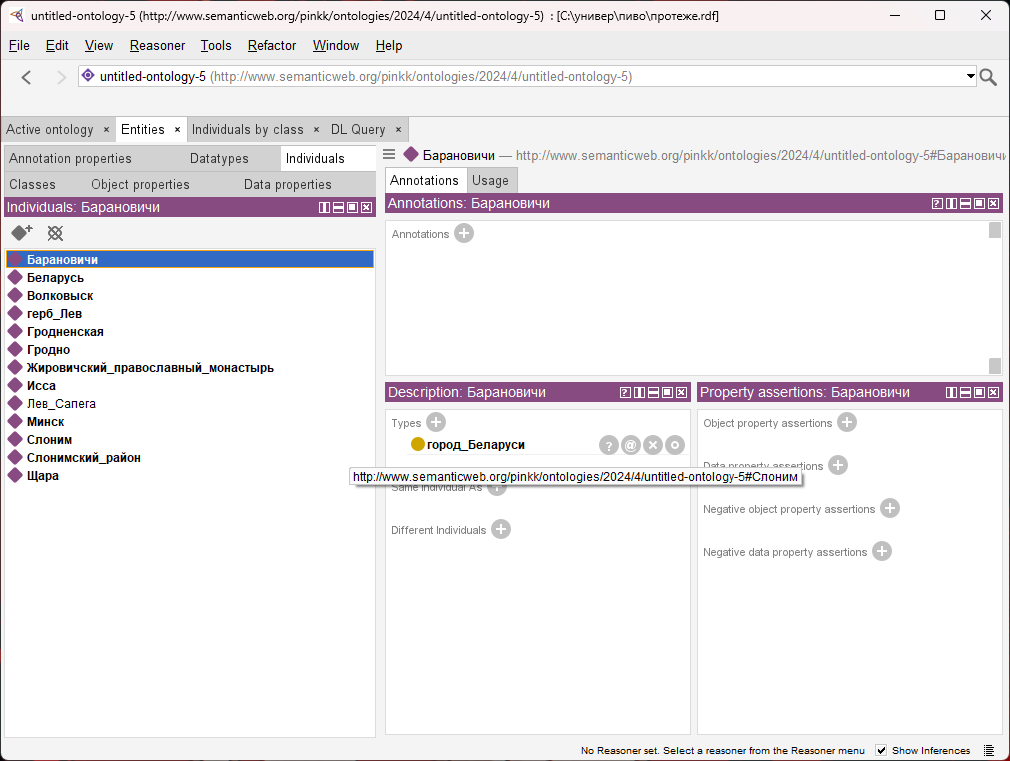 untitled-ontology-5 (http://www.semanticweb.org/pinkk/ontologies/2024/4/untitled-ontology-5) : [C:\универ\пиво\протеже.rdf]
File Edit View Reasoner Tools Refactor Window Help
untitled-ontology-5 (http://www.semanticweb.org/pinkk/ontologies/2024/4/untitled-ontology-5)
Active ontology × Entities × Individuals by class × DL Query ×
Annotation properties Datatypes Individuals
Classes Object properties Data properties
Individuals: Барановичи
Барановичи
Беларусь
Волковыск
герб_Лев
Гродненская
Гродно
Жировичский_православный_монастырь
Исса
Лев_Сапега
Минск
Слоним
Слонимский_район
Щара
Барановичи — http://www.semanticweb.org/pinkk/ontologies/2024/4/untitled-ontology-5#Барановичи
Annotations Usage
Annotations: Барановичи
Annotations
Description: Барановичи
Types
город_Беларуси
http://www.semanticweb.org/pinkk/ontologies/2024/4/untitled-ontology-5#Слоним
Same Individual As
Different Individuals
Property assertions: Барановичи
Object property assertions
Data property assertions
Negative object property assertions
Negative data property assertions
No Reasoner set. Select a reasoner from the Reasoner menu Show Inferences